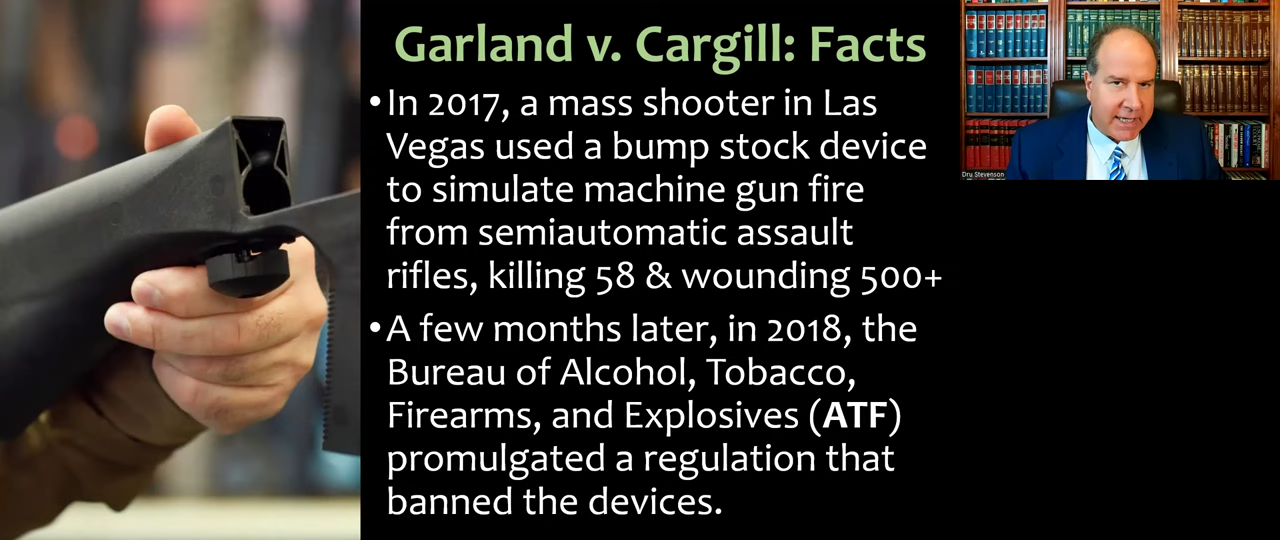 Garland v. Cargill: Facts
• In 2017, a mass shooter in Las
Vegas used a bump stock device
to simulate machine gun fire
from semiautomatic assault
rifles, killing 58 & wounding 500+
• A few months later, in 2018, the
Bureau of Alcohol, Tobacco,
Firearms, and Explosives (ATF)
promulgated a regulation that
banned the devices.
Dru Stevenson